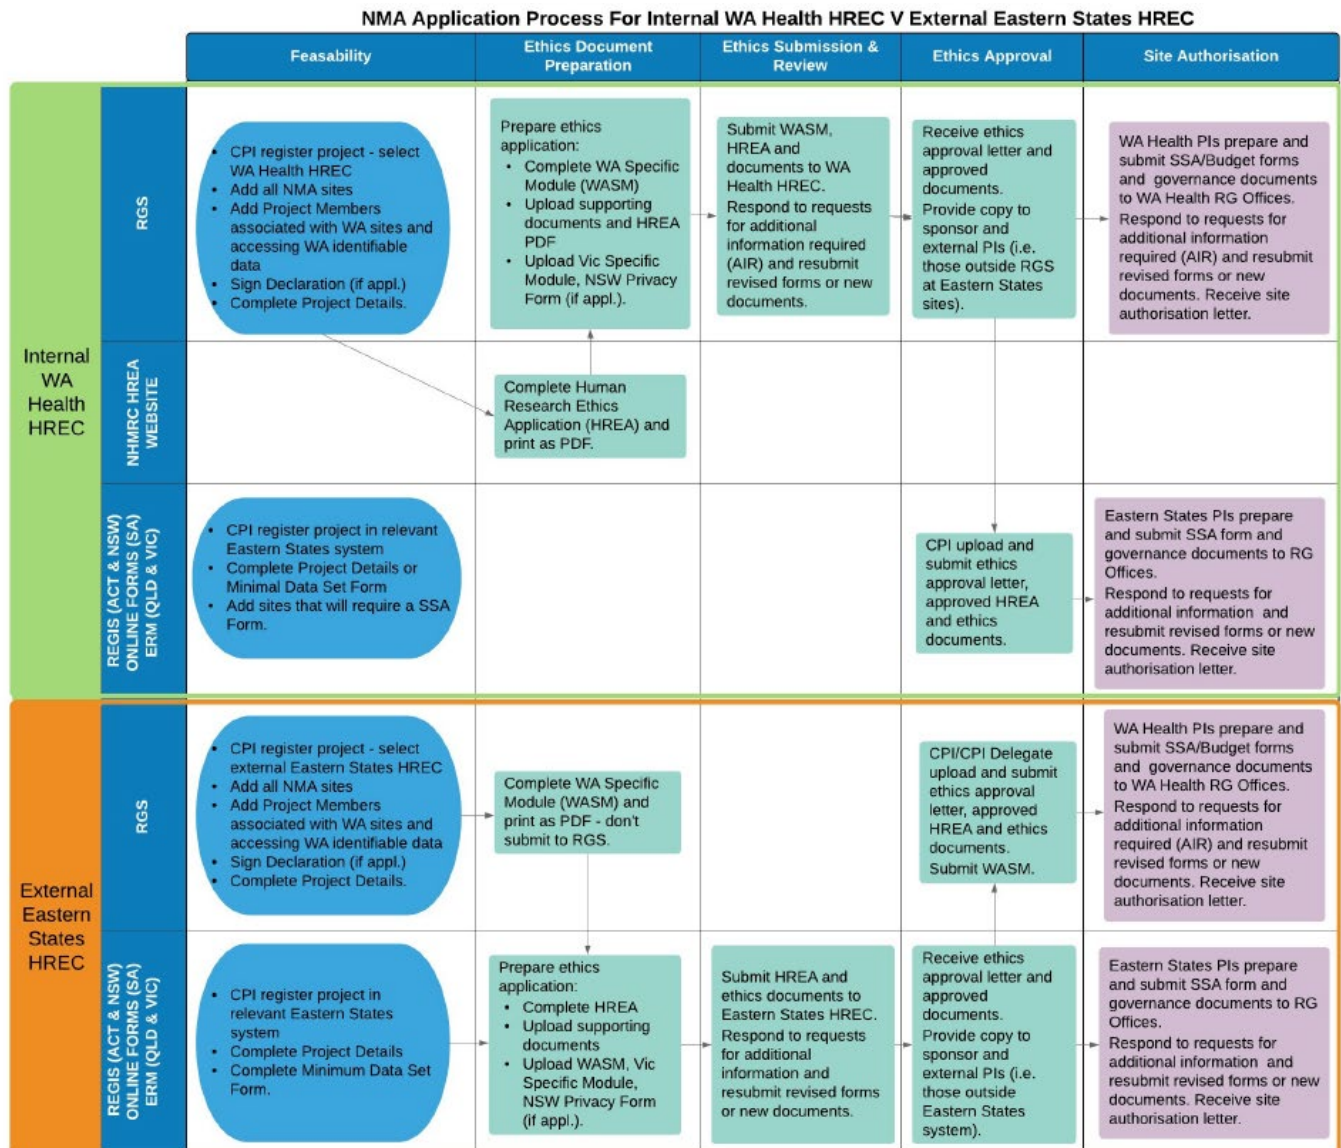 NMA Application Process For Internal WA Health HREC V External Eastern States HREC
Feasability
Ethics Document
Preparation
Ethics Submission &
Review
Ethics Approval
Site Authorisation
Internal
WA
Health
HREC
RGS
• CPI register project - select
WA Health HREC
• Add all NMA sites
• Add Project Members
associated with WA sites and
accessing WA identifiable
data
• Sign Declaration (if appl.)
• Complete Project Details.
Prepare ethics
application:
• Complete WA Specific
Module (WASM)
• Upload supporting
documents and HREA
PDF
• Upload Vic Specific
Module, NSW Privacy
Form (if appl.).
Submit WASM,
HREA and
documents to WA
Health HREC.
Respond to requests
for additional
information required
(AIR) and resubmit
revised forms or new
documents.
Receive ethics
approval letter and
approved
documents.
Provide copy to
sponsor and
external PIs (i.e.
those outside RGS
at Eastern States
sites).
WA Health PIs prepare and
submit SSA/Budget forms
and governance documents
to WA Health RG Offices.
Respond to requests for
additional information
required (AIR) and resubmit
revised forms or new
documents. Receive site
authorisation letter.
NHMRC HREA
WEBSITE
Complete Human
Research Ethics
Application (HREA) and
print as PDF.
REGIS (ACT & NSW)
ONLINE FORMS (SA)
ERM (QLD & VIC)
• CPI register project in relevant
Eastern States system
• Complete Project Details or
Minimal Data Set Form
• Add sites that will require a SSA
Form.
CPI upload and
submit ethics
approval letter,
approved HREA
and ethics
documents.
Eastern States PIs prepare
and submit SSA form and
governance documents to RG
Offices.
Respond to requests for
additional information and
resubmit revised forms or new
documents. Receive site
authorisation letter.
External
Eastern
States
HREC
RGS
• CPI register project - select
external Eastern States HREC
• Add all NMA sites
• Add Project Members
associated with WA sites and
accessing WA identifiable data
• Sign Declaration (if appl.)
• Complete Project Details.
Complete WA Specific
Module (WASM) and
print as PDF - don't
submit to RGS.
CPI/CPI Delegate
upload and submit
ethics approval
letter, approved
HREA and ethics
documents.
Submit WASM.
WA Health PIs prepare and
submit SSA/Budget forms
and governance documents
to WA Health RG Offices.
Respond to requests for
additional information
required (AIR) and resubmit
revised forms or new
documents. Receive site
authorisation letter.
REGIS (ACT & NSW)
ONLINE FORMS (SA)
ERM (QLD & VIC)
• CPI register project in
relevant Eastern States
system
• Complete Project Details
• Complete Minimum Data Set
Form.
Prepare ethics
application:
• Complete HREA
• Upload supporting
documents
• Upload WASM, Vic
Specific Module,
NSW Privacy Form
(if appl.).
Submit HREA and
ethics documents to
Eastern States HREC.
Respond to requests
for additional
information and
resubmit revised forms
or new documents.
Receive ethics
approval letter and
approved
documents.
Provide copy to
sponsor and
external PIs (i.e.
those outside
Eastern States
system).
Eastern States PIs prepare
and submit SSA form and
governance documents to RG
Offices.
Respond to requests for
additional information and
resubmit revised forms or new
documents. Receive site
authorisation letter.